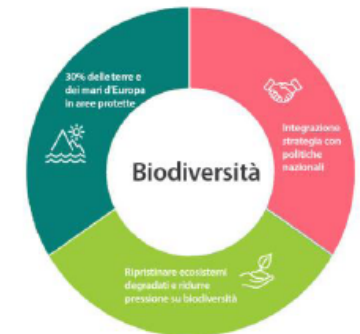 30% delle terre e
dei mari d'Europa
in aree protette
Integrazione
strategia con
politiche
nazionali
Biodiversità
Ripristinare ecosistemi
degradati e ridurre
pressione su biodiversità